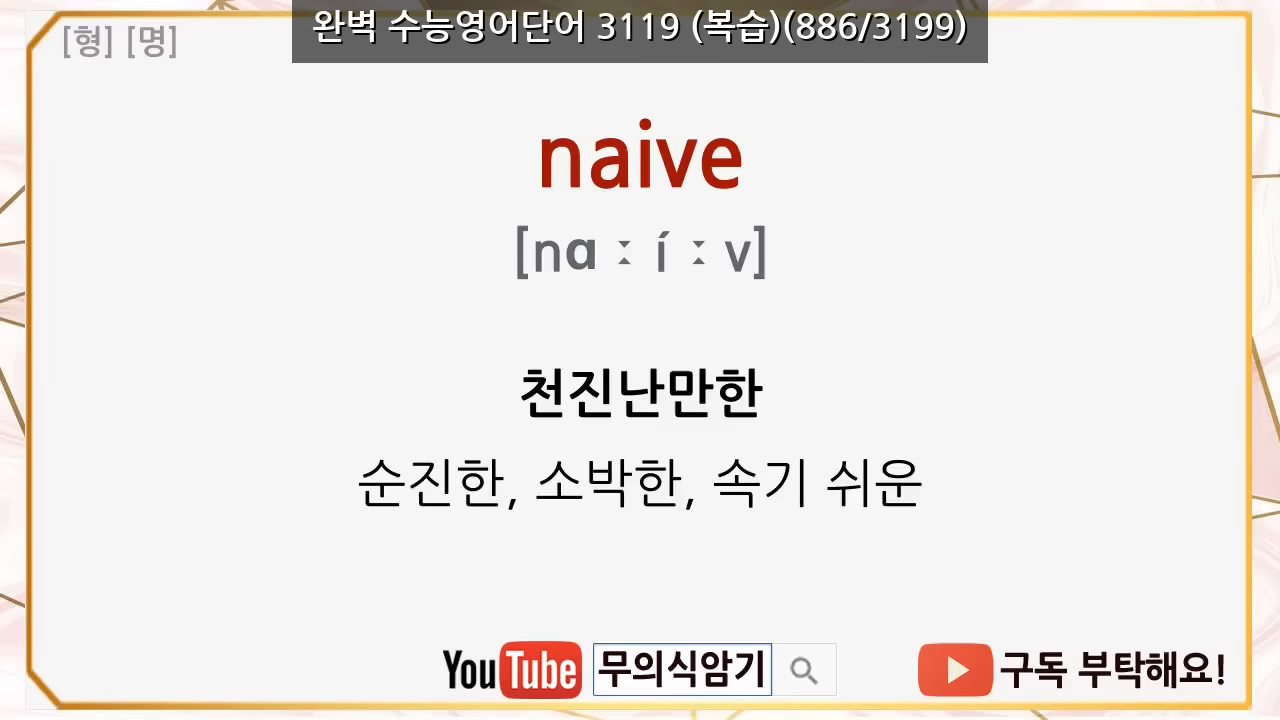 완벽 수능영어단어 3119 (복습)(886/3199)
[형] [명]
naive
[nɑːíːv]
천진난만한
순진한, 소박한, 속기 쉬운
YouTube 무의식암기 구독 부탁해요!